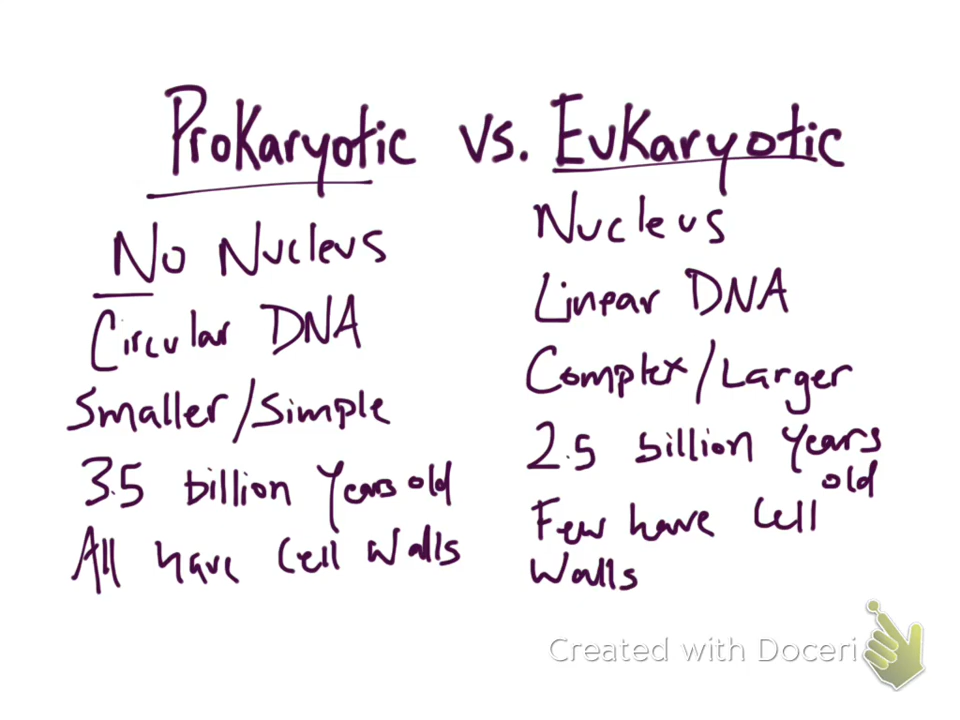 Prokaryotic vs. Eukaryotic
No Nucleus
Circular DNA
Smaller/Simple
3.5 billion Years old
All have Cell Walls
Nucleus
Linear DNA
Complex/Larger
2.5 billion Years
old
Few have Cell
Walls
Created with Doceri